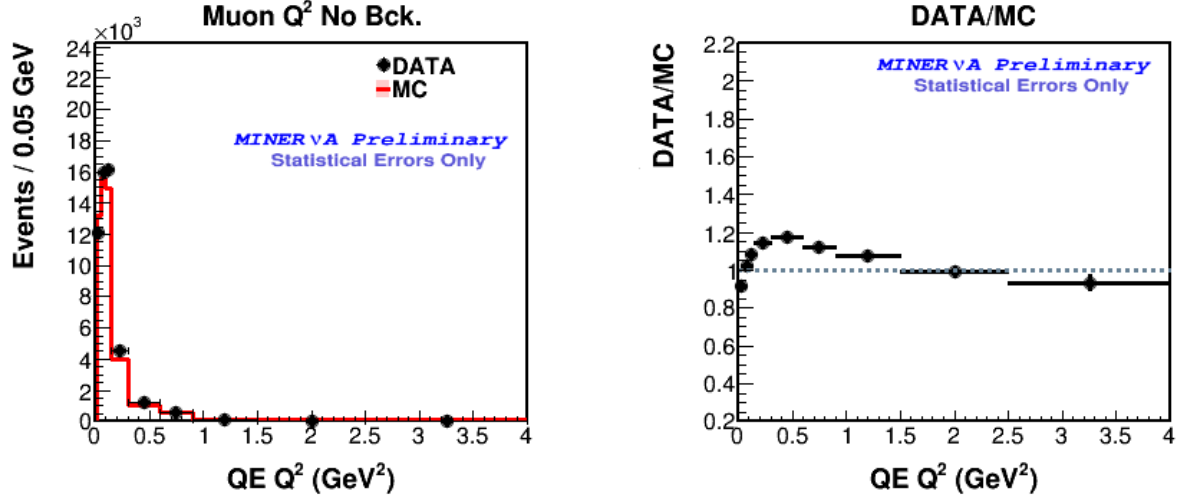 Muon Q² No Bck.
×10³
Events / 0.05 GeV
24
22
20
18
16
14
12
10
8
6
4
2
0
DATA
MC
MINERνA Preliminary
Statistical Errors Only
0 0.5 1 1.5 2 2.5 3 3.5 4
QE Q² (GeV²)
DATA/MC
DATA/MC
2.2
2
1.8
1.6
1.4
1.2
1
0.8
0.6
0.4
0.2
MINERνA Preliminary
Statistical Errors Only
0 0.5 1 1.5 2 2.5 3 3.5 4
QE Q² (GeV²)